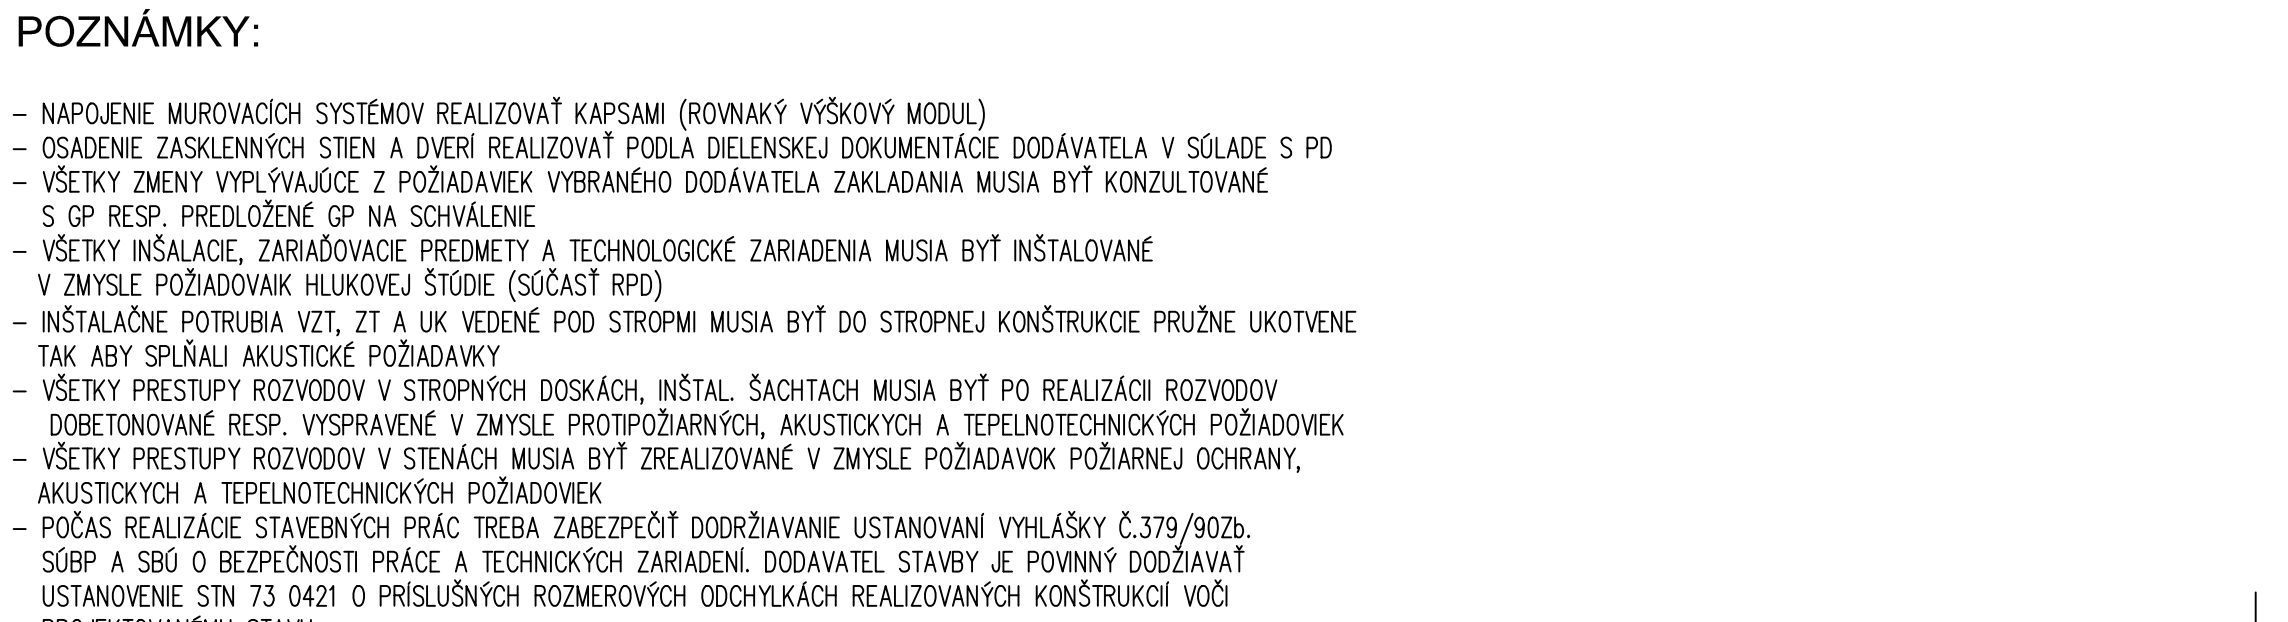 POZNÁMKY:
– NAPOJENIE MUROVACÍCH SYSTÉMOV REALIZOVAŤ KAPSAMI (ROVNAKÝ VÝŠKOVÝ MODUL)
– OSADENIE ZASKLENNÝCH STIEN A DVERÍ REALIZOVAŤ PODLA DIELENSKEJ DOKUMENTÁCIE DODÁVATELA V SÚLADE S PD
– VŠETKY ZMENY VYPLÝVAJÚCE Z POŽIADAVIEK VYBRANÉHO DODÁVATELA ZAKLADANIA MUSIA BYŤ KONZULTOVANÉ
S GP RESP. PREDLOŽENÉ GP NA SCHVÁLENIE
– VŠETKY INŠALACIE, ZARIAĎOVACIE PREDMETY A TECHNOLOGICKÉ ZARIADENIA MUSIA BYŤ INŠTALOVANÉ
V ZMYSLE POŽIADOVAIK HLUKOVEJ ŠTÚDIE (SÚČASŤ RPD)
– INŠTALAČNE POTRUBIA VZT, ZT A UK VEDENÉ POD STROPMI MUSIA BYŤ DO STROPNEJ KONŠTRUKCIE PRUŽNE UKOTVENE
TAK ABY SPLŇALI AKUSTICKÉ POŽIADAVKY
– VŠETKY PRESTUPY ROZVODOV V STROPNÝCH DOSKÁCH, INŠTAL. ŠACHTACH MUSIA BYŤ PO REALIZÁCII ROZVODOV
DOBETONOVANÉ RESP. VYSPRAVENÉ V ZMYSLE PROTIPOŽIARNÝCH, AKUSTICKYCH A TEPELNOTECHNICKÝCH POŽIADOVIEK
– VŠETKY PRESTUPY ROZVODOV V STENÁCH MUSIA BYŤ ZREALIZOVANÉ V ZMYSLE POŽIADAVOK POŽIARNEJ OCHRANY,
AKUSTICKYCH A TEPELNOTECHNICKÝCH POŽIADOVIEK
– POČAS REALIZÁCIE STAVEBNÝCH PRÁC TREBA ZABEZPEČIŤ DODRŽIAVANIE USTANOVANÍ VYHLÁŠKY Č.379/90Zb.
SÚBP A SBÚ O BEZPEČNOSTI PRÁCE A TECHNICKÝCH ZARIADENÍ. DODAVATEL STAVBY JE POVINNÝ DODŽIAVAŤ
USTANOVENIE STN 73 0421 O PRÍSLUŠNÝCH ROZMEROVÝCH ODCHYLKÁCH REALIZOVANÝCH KONŠTRUKCIÍ VOČI